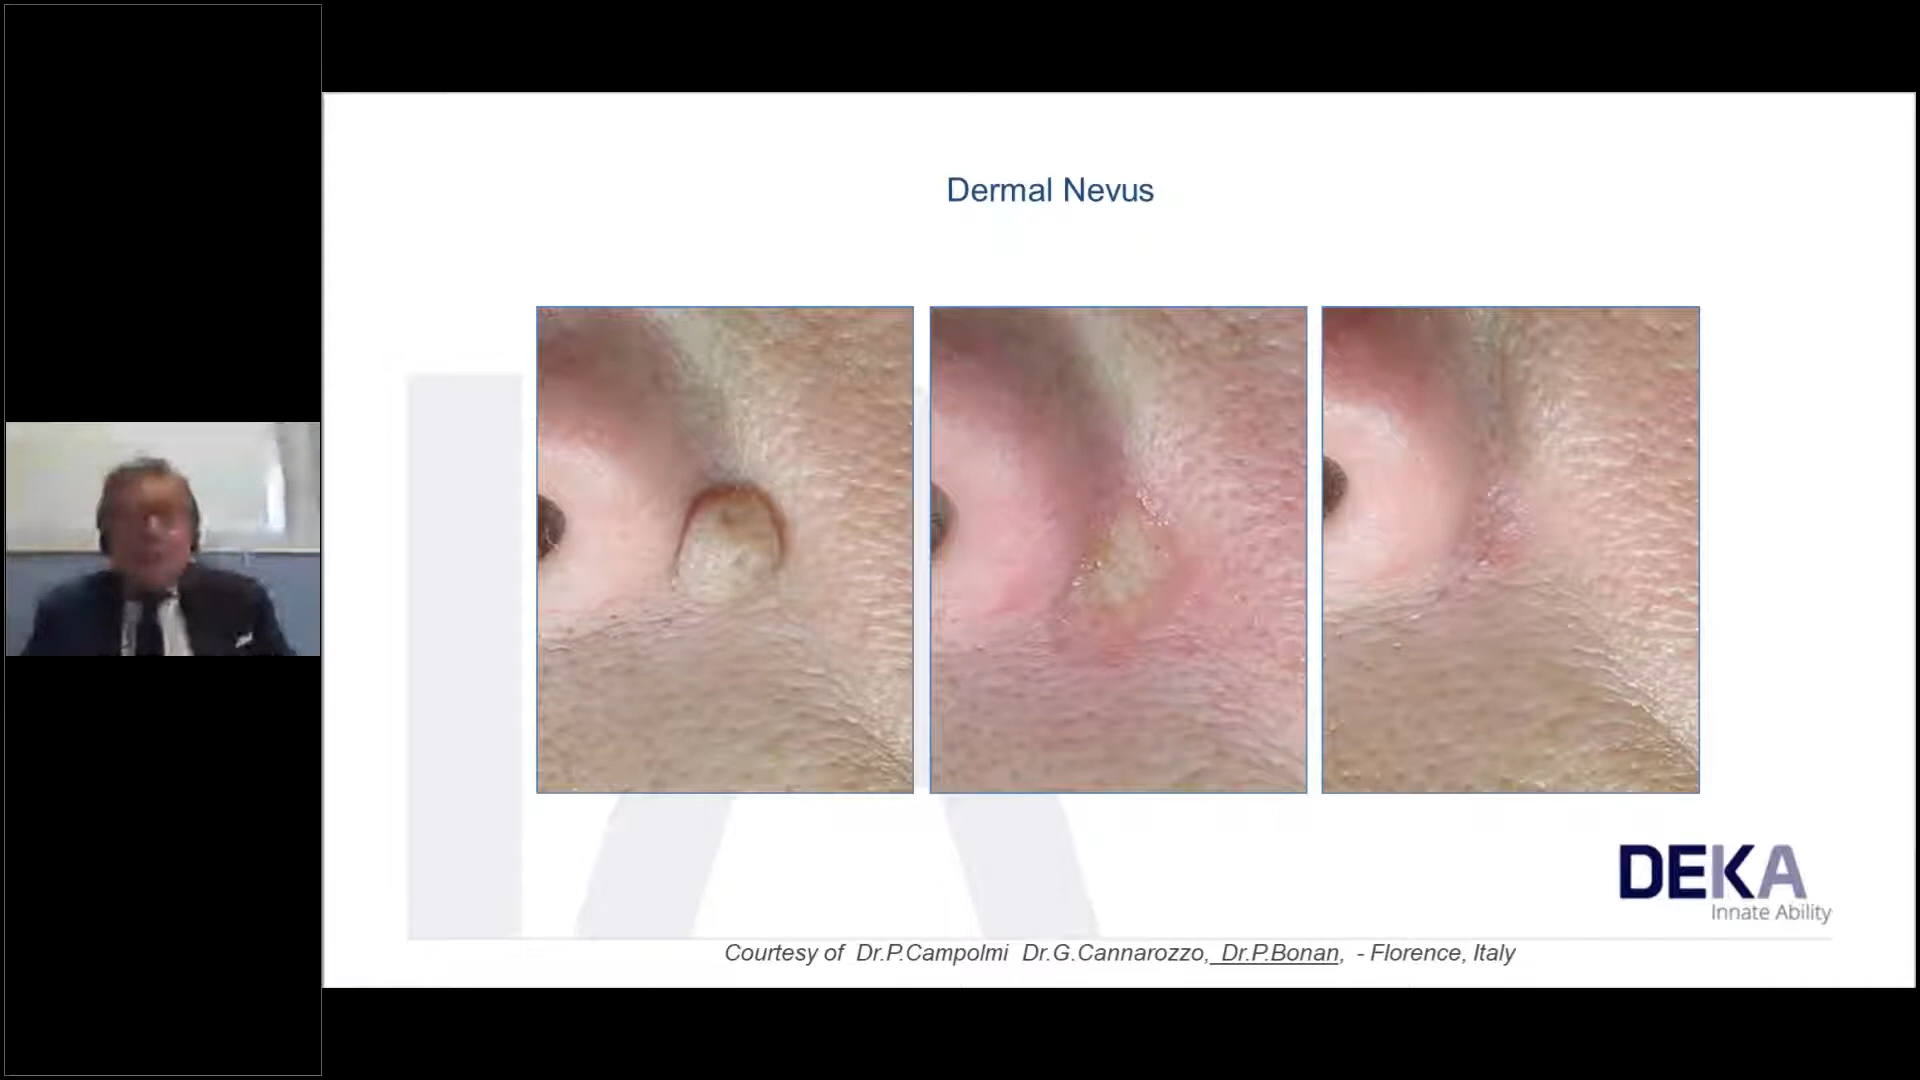 Dermal Nevus
DEKA
Innate Ability
Courtesy of Dr.P.Campolmi Dr.G.Cannarozzo, Dr.P.Bonan, - Florence, Italy